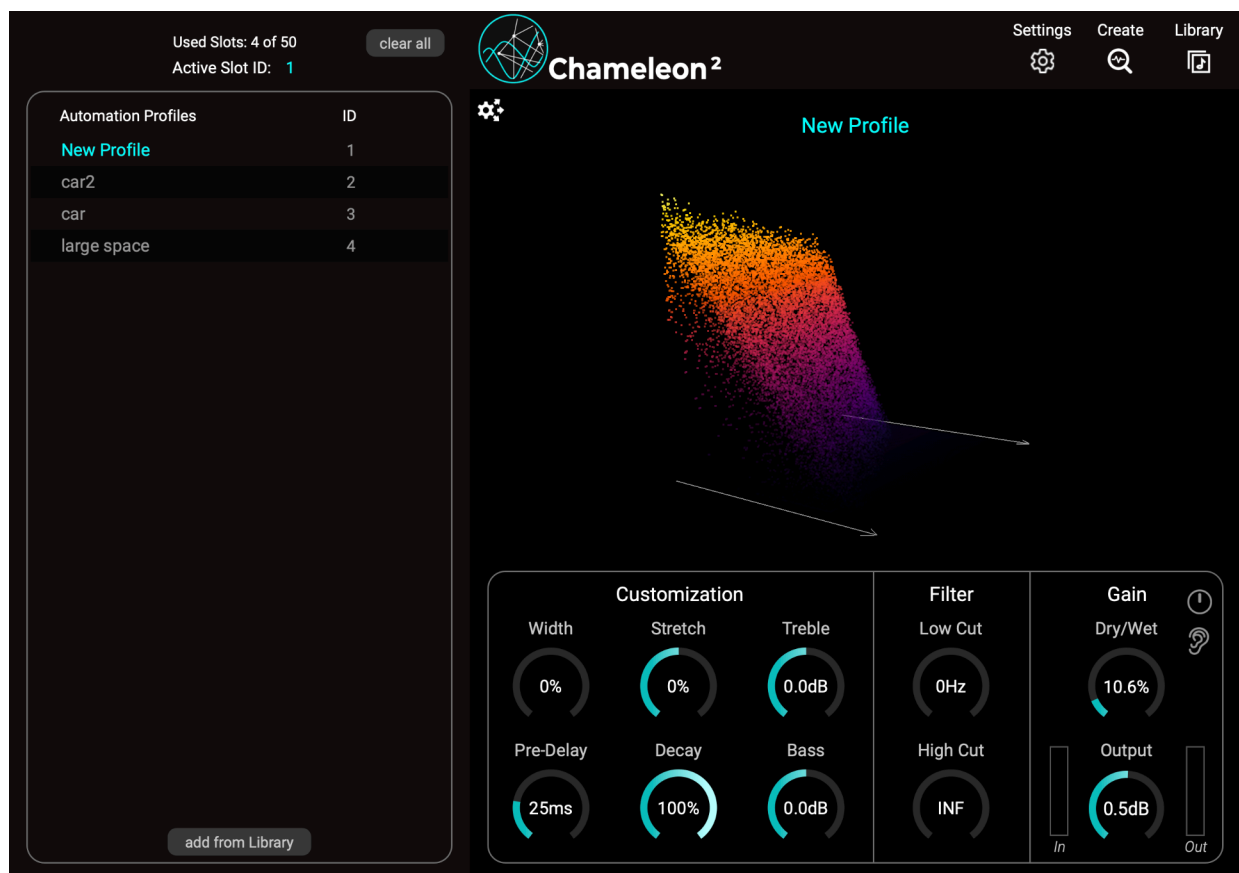 Used Slots: 4 of 50
clear all
Active Slot ID: 1
Chameleon²
Settings
Create
Library
Automation Profiles ID
New Profile 1
car2 2
car 3
large space 4
add from Library
New Profile
Customization
Filter
Gain
Width
Stretch
Treble
Low Cut
Dry/Wet
0%
0%
0.0dB
0Hz
10.6%
Pre-Delay
Decay
Bass
High Cut
Output
25ms
100%
0.0dB
INF
0.5dB
In
Out